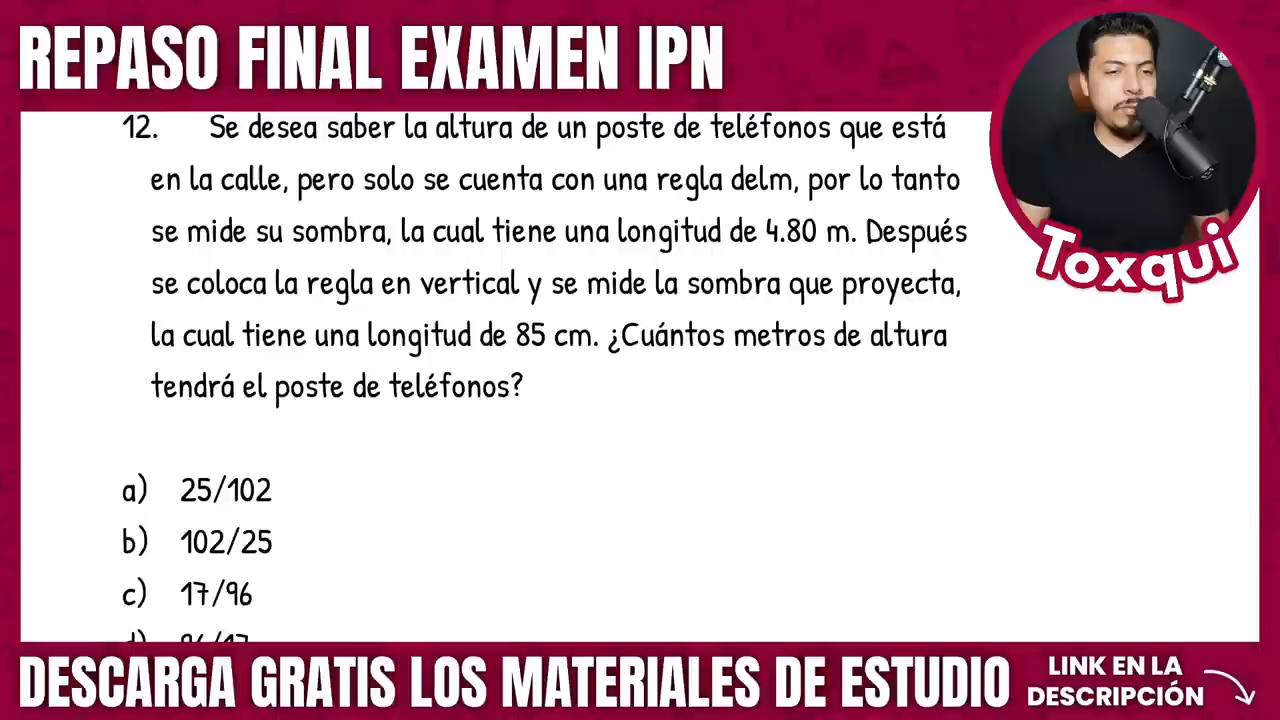 REPASO FINAL EXAMEN IPN
12. Se desea saber la altura de un poste de teléfonos que está
en la calle, pero solo se cuenta con una regla delm, por lo tanto
se mide su sombra, la cual tiene una longitud de 4.80 m. Después
se coloca la regla en vertical y se mide la sombra que proyecta,
la cual tiene una longitud de 85 cm. ¿Cuántos metros de altura
tendrá el poste de teléfonos?
Toxqui
a) 25/102
b) 102/25
c) 17/96
DESCARGA GRATIS LOS MATERIALES DE ESTUDIO
LINK EN LA
DESCRIPCIÓN